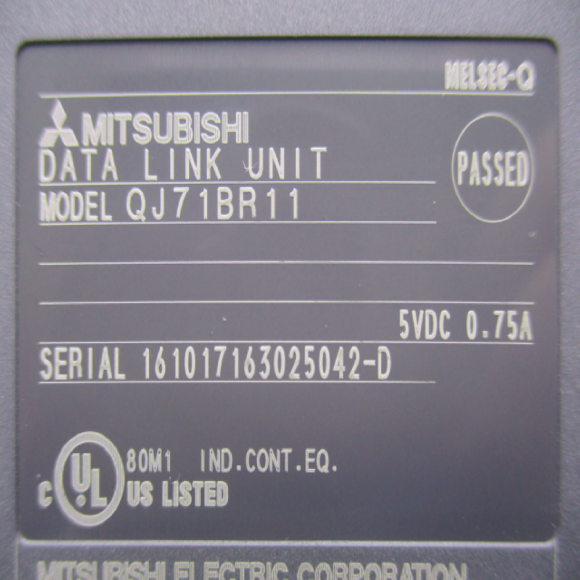 MELSEC-Q
MITSUBISHI
DATA LINK UNIT
PASSED
MODEL QJ71BR11
5VDC 0.75A
SERIAL 161017163025042-D
80M1 IND.CONT.EQ.
C UL US LISTED
MITSUBISHI ELECTRIC CORPORATION